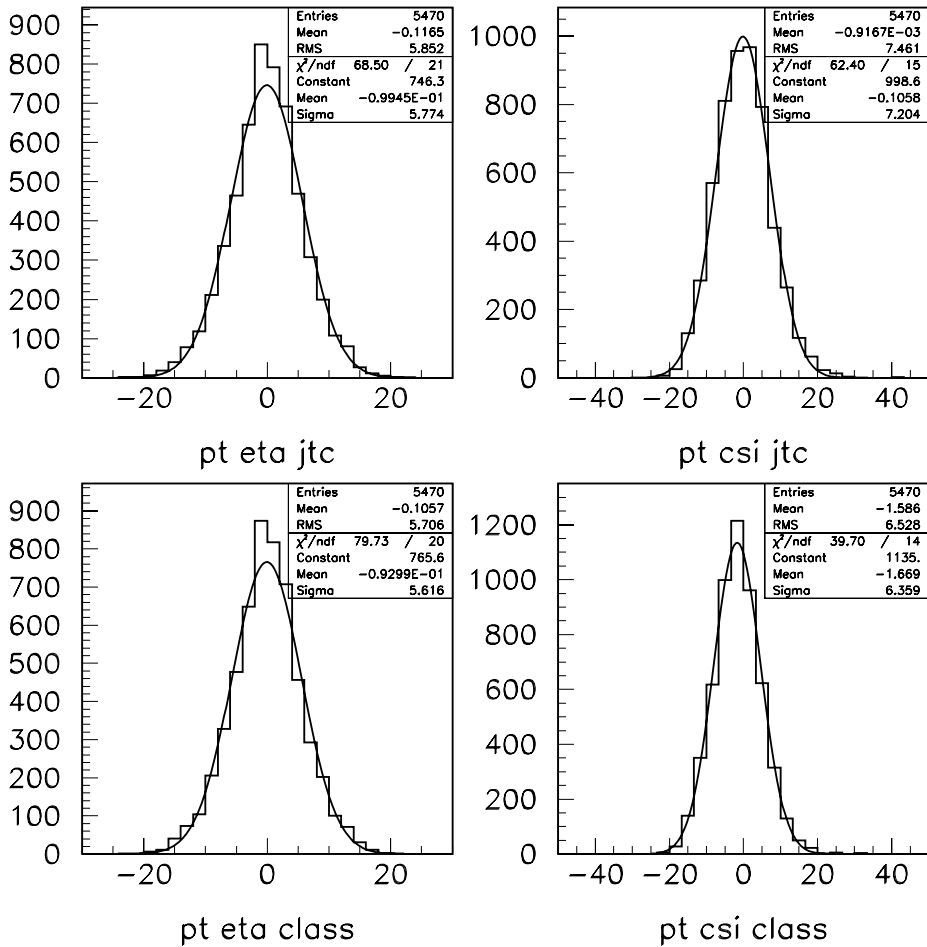 Entries 5470
Mean -0.1165
RMS 5.852
χ²/ndf 68.50 / 21
Constant 746.3
Mean -0.9945E-01
Sigma 5.774
900
800
700
600
500
400
300
200
100
0
-20 0 20
pt eta jtc
Entries 5470
Mean -0.9167E-03
RMS 7.461
χ²/ndf 62.40 / 15
Constant 998.6
Mean -0.1058
Sigma 7.204
1000
800
600
400
200
0
-40 -20 0 20 40
pt csi jtc
Entries 5470
Mean -0.1057
RMS 5.706
χ²/ndf 79.73 / 20
Constant 765.6
Mean -0.9299E-01
Sigma 5.616
900
800
700
600
500
400
300
200
100
0
-20 0 20
pt eta class
Entries 5470
Mean -1.586
RMS 6.528
χ²/ndf 39.70 / 14
Constant 1135.
Mean -1.669
Sigma 6.359
1200
1000
800
600
400
200
0
-40 -20 0 20 40
pt csi class